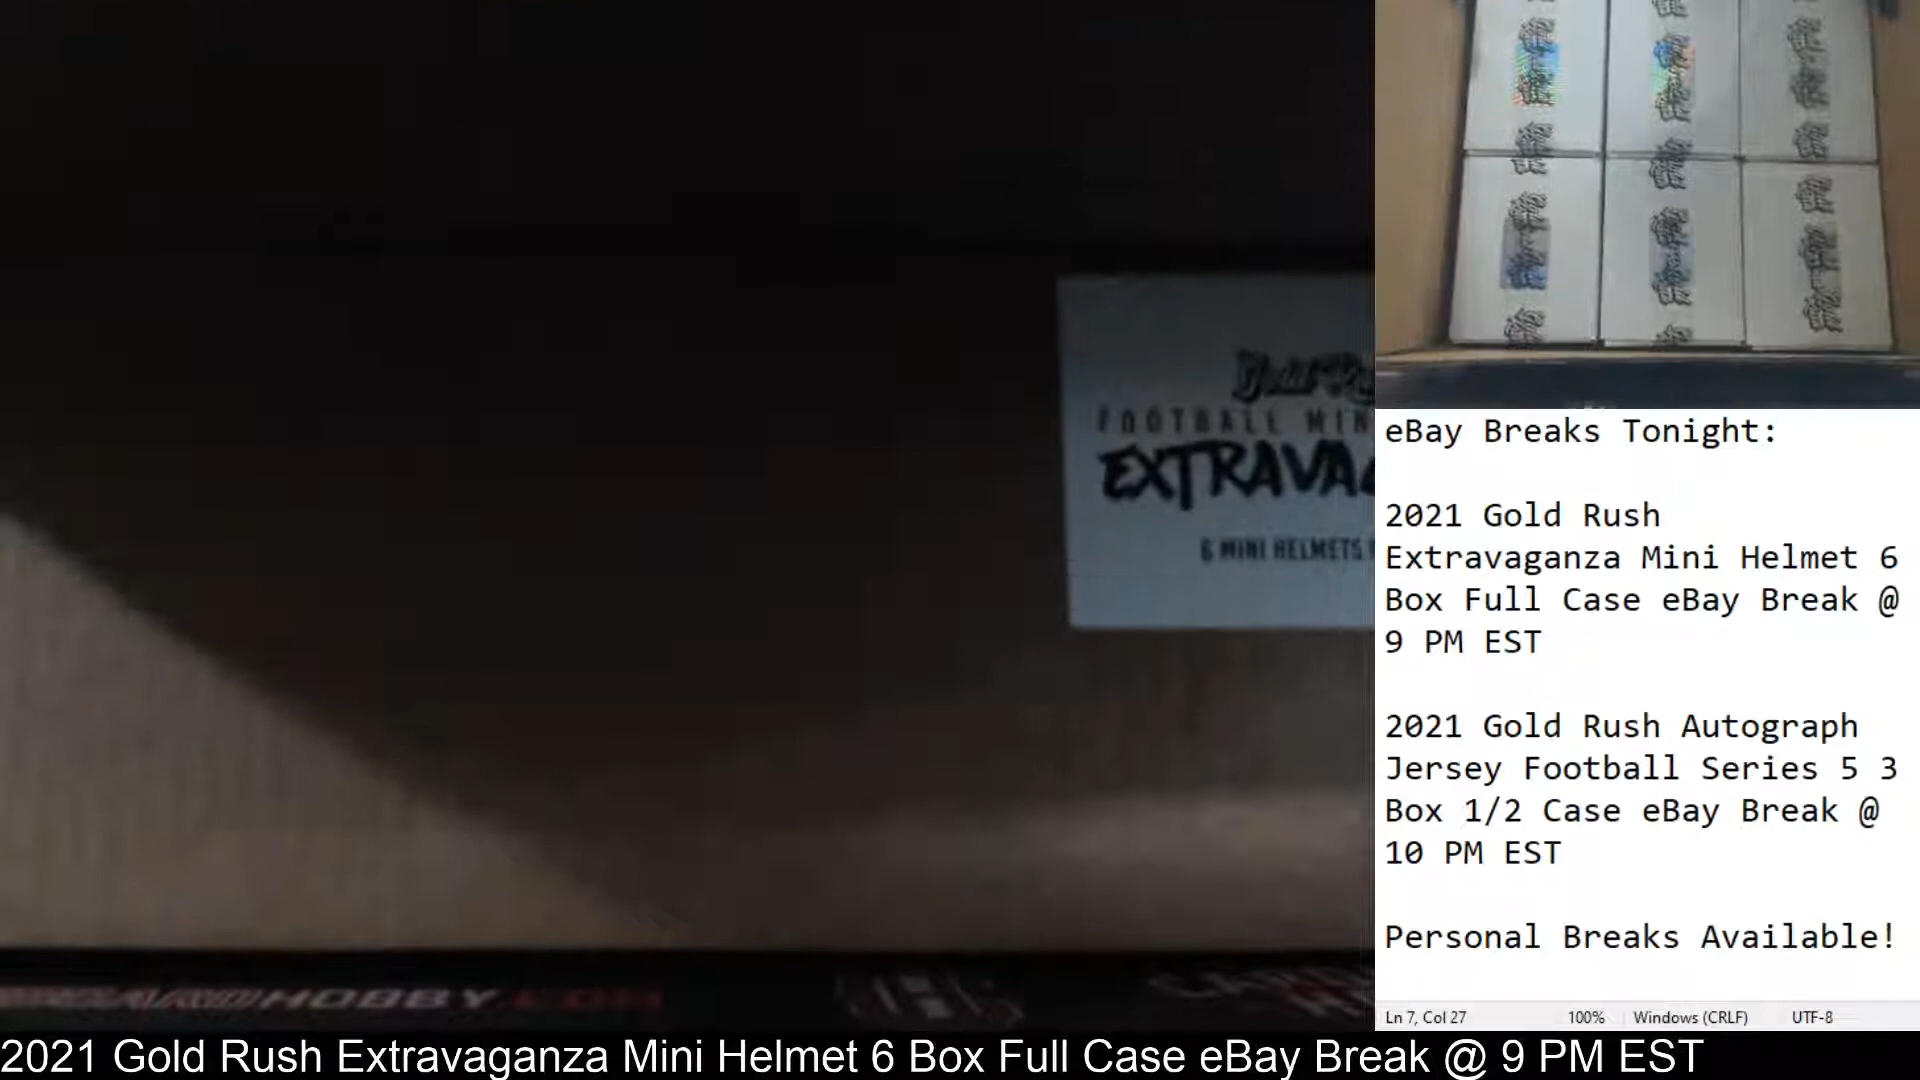 FOOTBALL
EXTRAVA
6 MINI HELMETS
eBay Breaks Tonight:
2021 Gold Rush
Extravaganza Mini Helmet 6
Box Full Case eBay Break @
9 PM EST
2021 Gold Rush Autograph
Jersey Football Series 5 3
Box 1/2 Case eBay Break @
10 PM EST
Personal Breaks Available!
Ln 7, Col 27 100% Windows (CRLF) UTF-8
HOBBY.COM
2021 Gold Rush Extravaganza Mini Helmet 6 Box Full Case eBay Break @ 9 PM EST